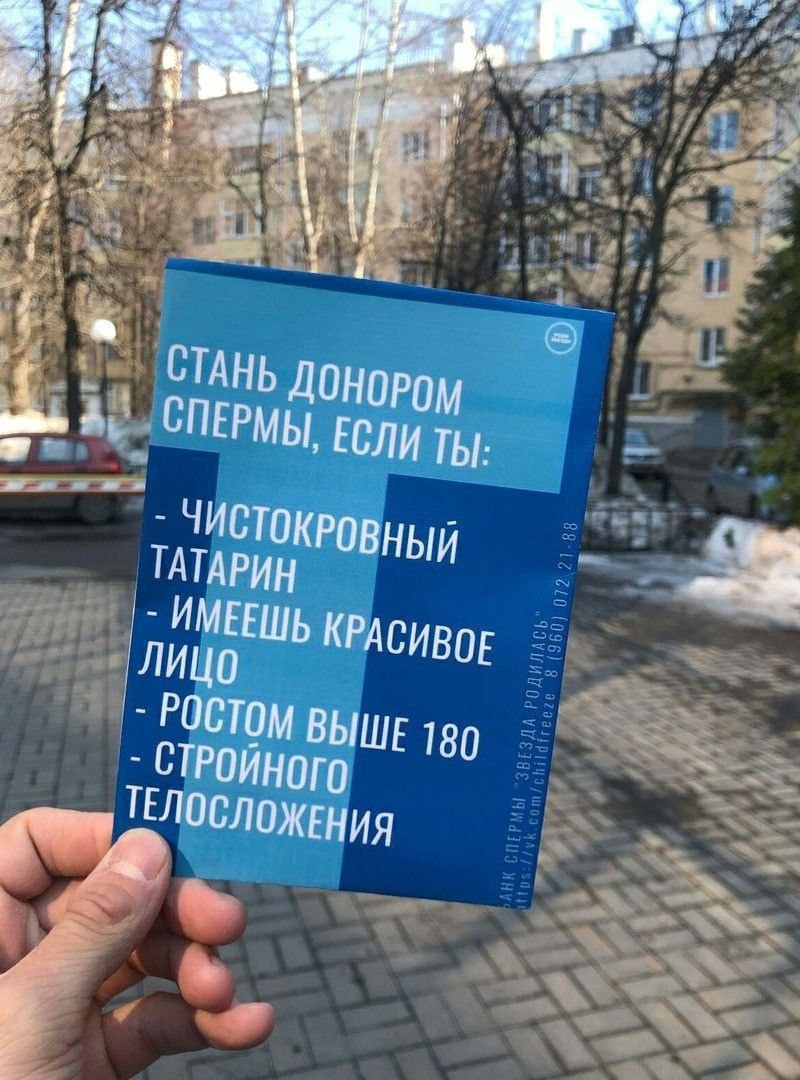 СТАНЬ ДОНОРОМ
СПЕРМЫ, ЕСЛИ ТЫ:
- ЧИСТОКРОВНЫЙ
ТАТАРИН
- ИМЕЕШЬ КРАСИВОЕ
ЛИЦО
- РОСТОМ ВЫШЕ 180
- СТРОЙНОГО
ТЕЛОСЛОЖЕНИЯ
БАНК СПЕРМЫ "ЗВЕЗДА РОДИЛАСЬ"
https://vk.com/childfreeze 8 (960) 072 21-88